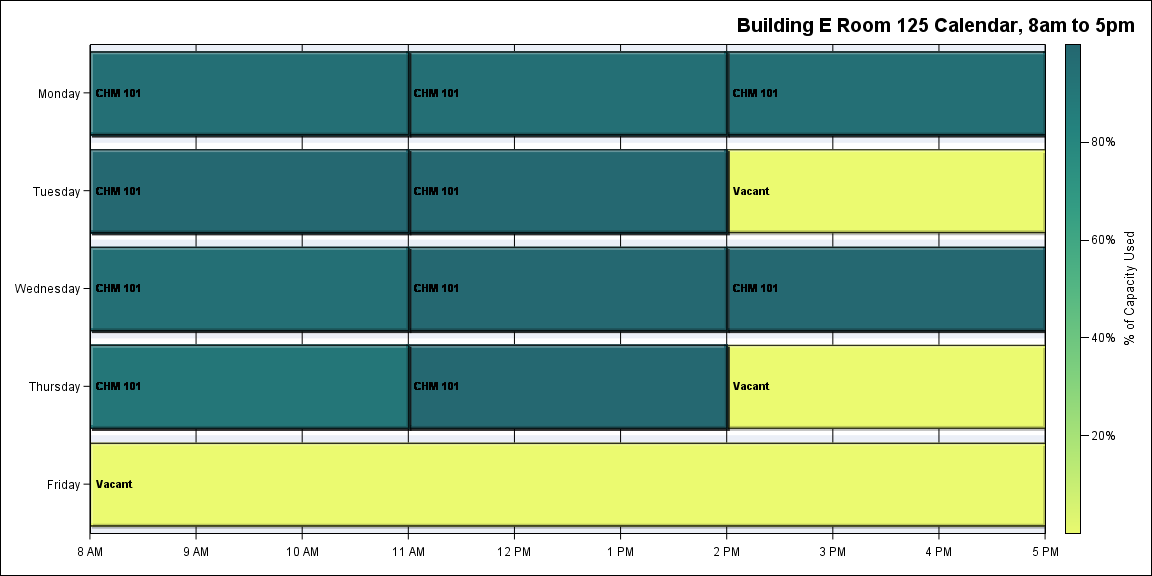 Building E Room 125 Calendar, 8am to 5pm
Monday
CHM 101
CHM 101
CHM 101
Tuesday
CHM 101
CHM 101
Vacant
Wednesday
CHM 101
CHM 101
CHM 101
Thursday
CHM 101
CHM 101
Vacant
Friday
Vacant
8 AM
9 AM
10 AM
11 AM
12 PM
1 PM
2 PM
3 PM
4 PM
5 PM
80%
60%
40%
20%
% of Capacity Used